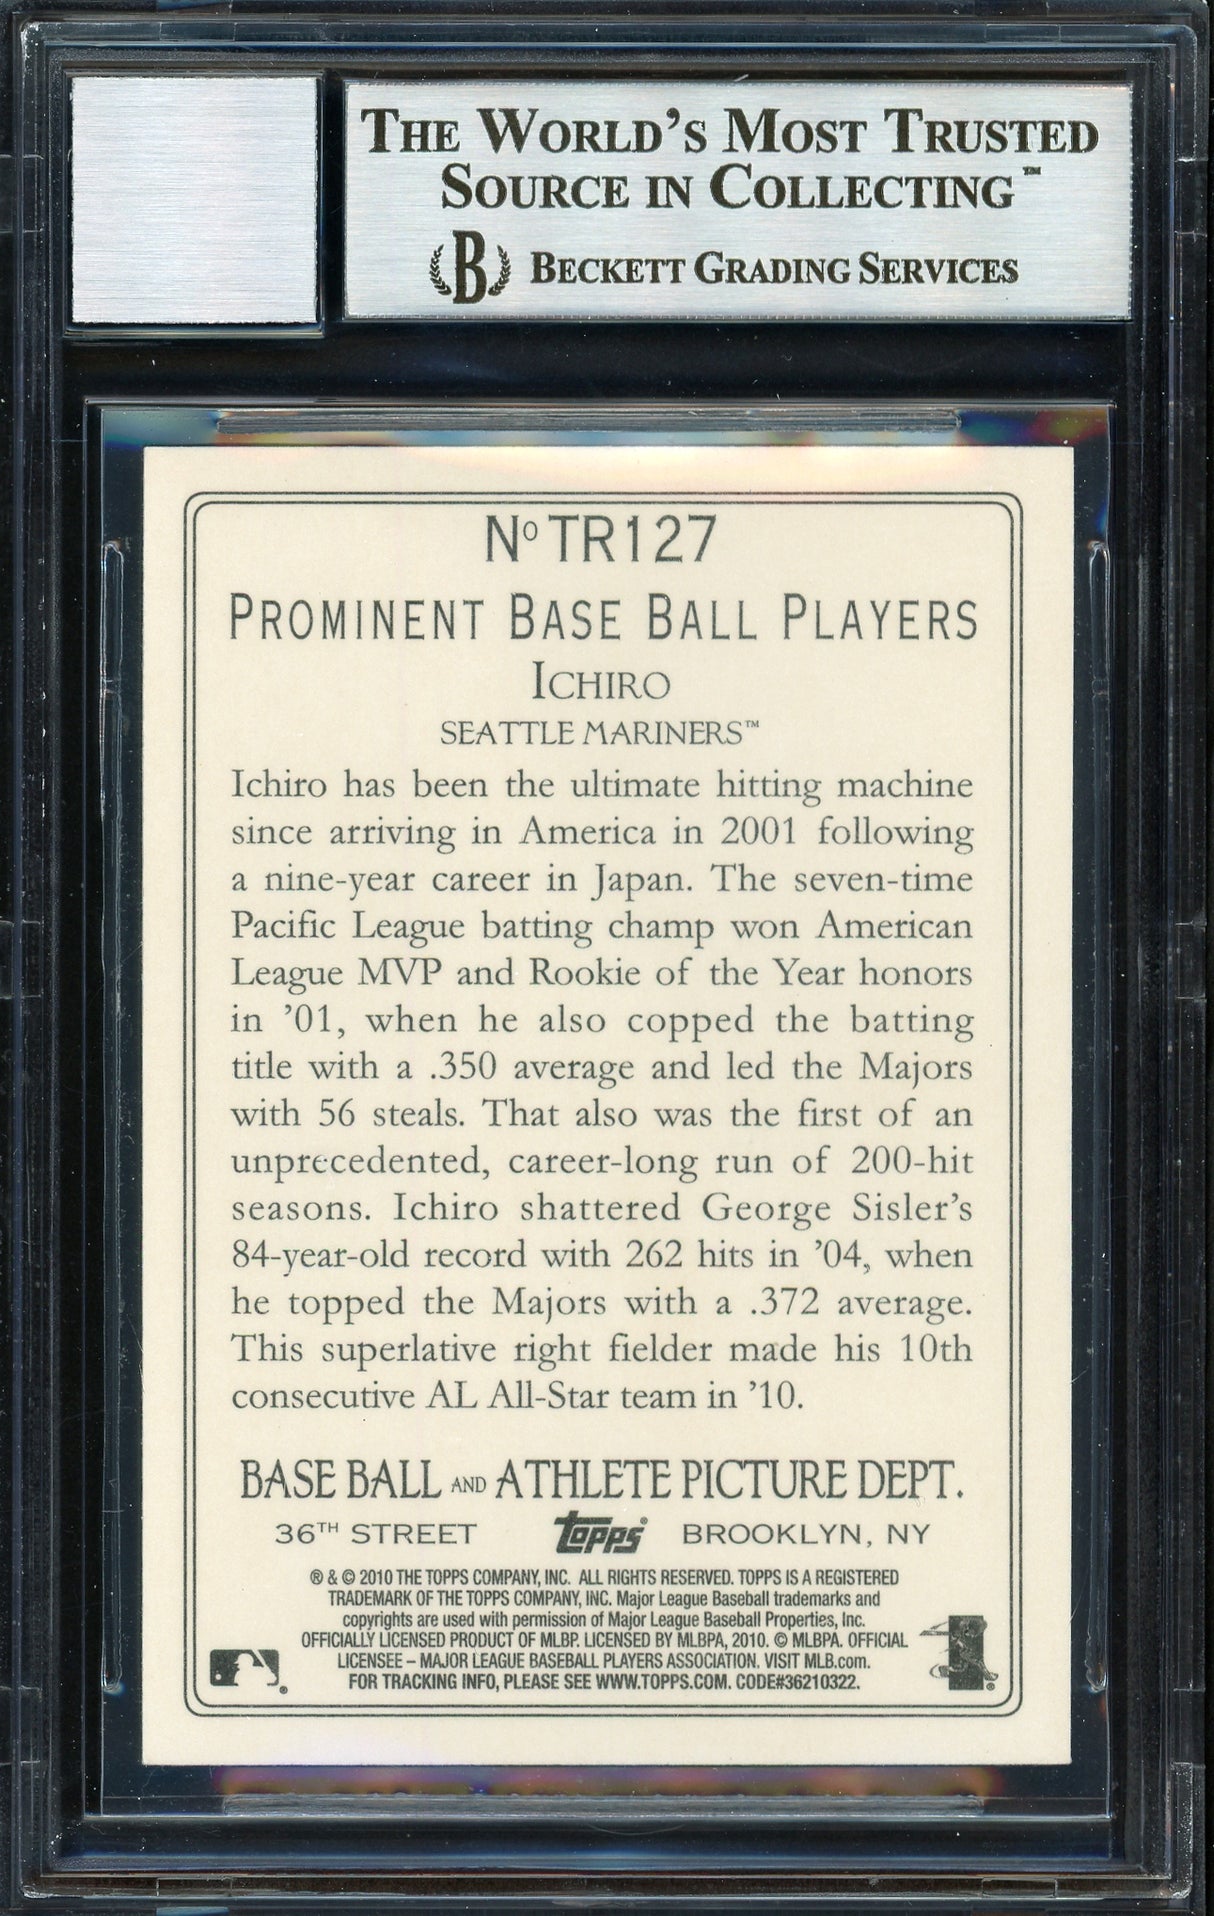 THE WORLD'S MOST TRUSTED
SOURCE IN COLLECTING™
B BECKETT GRADING SERVICES
No TR127
PROMINENT BASE BALL PLAYERS
ICHIRO
SEATTLE MARINERS™
Ichiro has been the ultimate hitting machine
since arriving in America in 2001 following
a nine-year career in Japan. The seven-time
Pacific League batting champ won American
League MVP and Rookie of the Year honors
in ’01, when he also copped the batting
title with a .350 average and led the Majors
with 56 steals. That also was the first of an
unprecedented, career-long run of 200-hit
seasons. Ichiro shattered George Sisler’s
84-year-old record with 262 hits in ’04, when
he topped the Majors with a .372 average.
This superlative right fielder made his 10th
consecutive AL All-Star team in ’10.
BASE BALL AND ATHLETE PICTURE DEPT.
36TH STREET topps® BROOKLYN, NY
® & © 2010 THE TOPPS COMPANY, INC. ALL RIGHTS RESERVED. TOPPS IS A REGISTERED
TRADEMARK OF THE TOPPS COMPANY, INC. Major League Baseball trademarks and
copyrights are used with permission of Major League Baseball Properties, Inc.
OFFICIALLY LICENSED PRODUCT OF MLBP. LICENSED BY MLBPA, 2010. © MLBPA. OFFICIAL
LICENSEE – MAJOR LEAGUE BASEBALL PLAYERS ASSOCIATION. VISIT MLB.com.
FOR TRACKING INFO, PLEASE SEE WWW.TOPPS.COM. CODE#36210322.